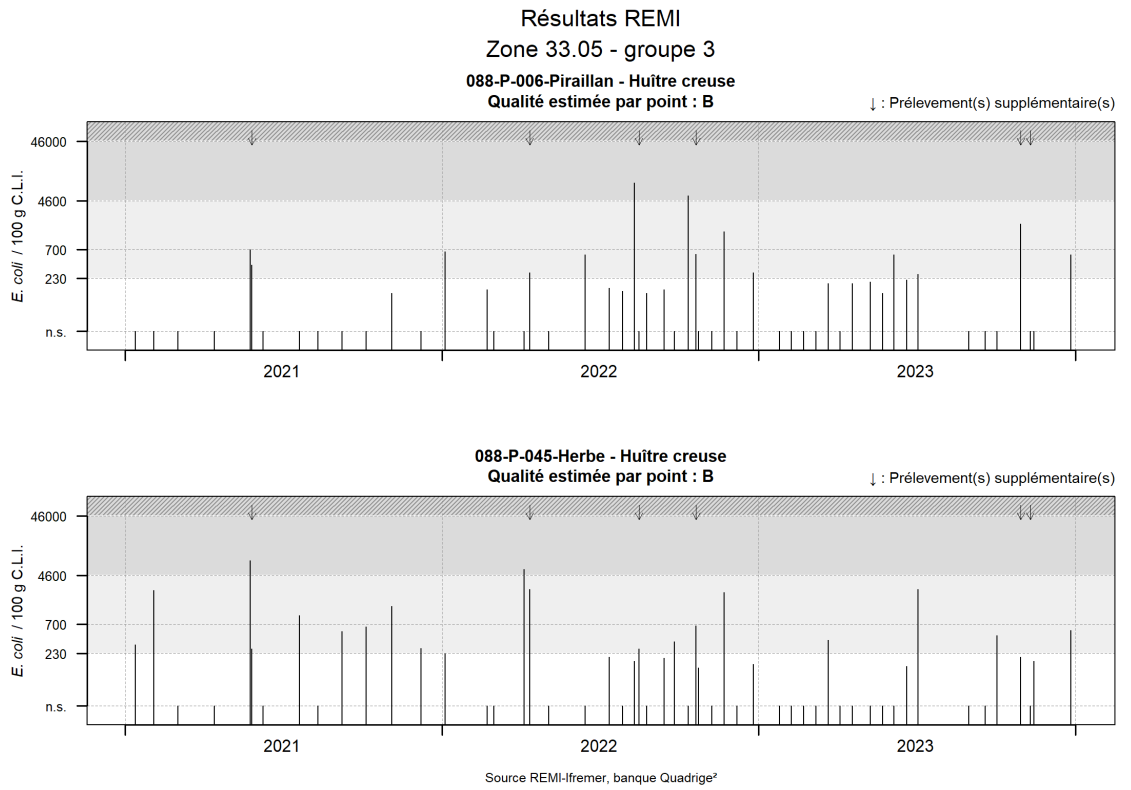 Résultats REMI
Zone 33.05 - groupe 3
088-P-006-Piraillan - Huître creuse
Qualité estimée par point : B
↓ : Prélevement(s) supplémentaire(s)
E. coli / 100 g C.L.I.
46000
4600
700
230
n.s.
2021
2022
2023
088-P-045-Herbe - Huître creuse
Qualité estimée par point : B
↓ : Prélevement(s) supplémentaire(s)
E. coli / 100 g C.L.I.
46000
4600
700
230
n.s.
2021
2022
2023
Source REMI-Ifremer, banque Quadrige²